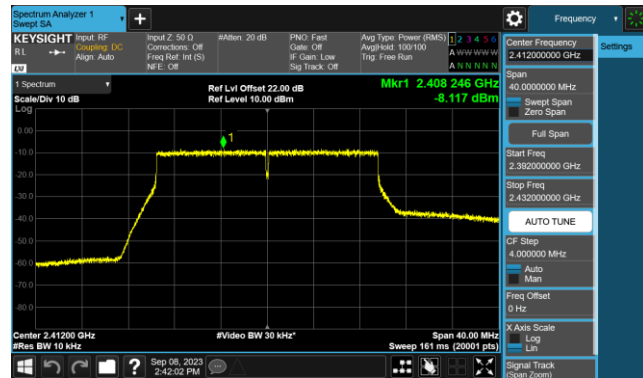 Spectrum Analyzer 1
Swept SA
Frequency
KEYSIGHT
RL
LXI
Input: RF
Coupling: DC
Align: Auto
Input Z: 50 Ω
Corrections: Off
Freq Ref: Int (S)
NFE: Off
#Atten: 20 dB
PNO: Fast
Gate: Off
IF Gain: Low
Sig Track: Off
Avg Type: Power (RMS)
Avg|Hold: 100/100
Trig: Free Run
1 2 3 4 5 6
A W W W W W
A N N N N N
Center Frequency
2.412000000 GHz
Settings
Span
40.0000000 MHz
Swept Span
Zero Span
Full Span
Start Freq
2.392000000 GHz
Stop Freq
2.432000000 GHz
AUTO TUNE
CF Step
4.000000 MHz
Auto
Man
Freq Offset
0 Hz
X Axis Scale
Log
Lin
Signal Track
(Span Zoom)
1 Spectrum
Scale/Div 10 dB
Log
Ref Lvl Offset 22.00 dB
Ref Level 10.00 dBm
Mkr1 2.408 246 GHz
-8.117 dBm
1
0.00
-10.0
-20.0
-30.0
-40.0
-50.0
-60.0
-70.0
-80.0
Center 2.41200 GHz
#Res BW 10 kHz
#Video BW 30 kHz*
Span 40.00 MHz
Sweep 161 ms (20001 pts)
?
Sep 08, 2023
2:42:02 PM